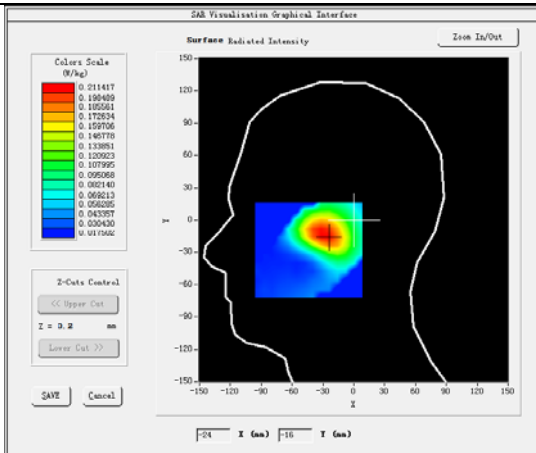 SAR Visualisation Graphical Interface
Surface Radiated Intensity
Zoom In/Out
Colors Scale
(W/kg)
0.211417
0.198489
0.185561
0.172634
0.159706
0.146778
0.133851
0.120923
0.107995
0.095068
0.082140
0.069213
0.056285
0.043357
0.030430
0.017502
150
120
90
60
30
0
-30
-60
-90
-120
-150
Y
-150 -120 -90 -60 -30 0 30 60 90 120 150
X
Z-Cuts Control
<< Upper Cut
Z = 3.2 mm
Lower Cut >>
SAVE Cancel
-24 X (mm) -16 Y (mm)